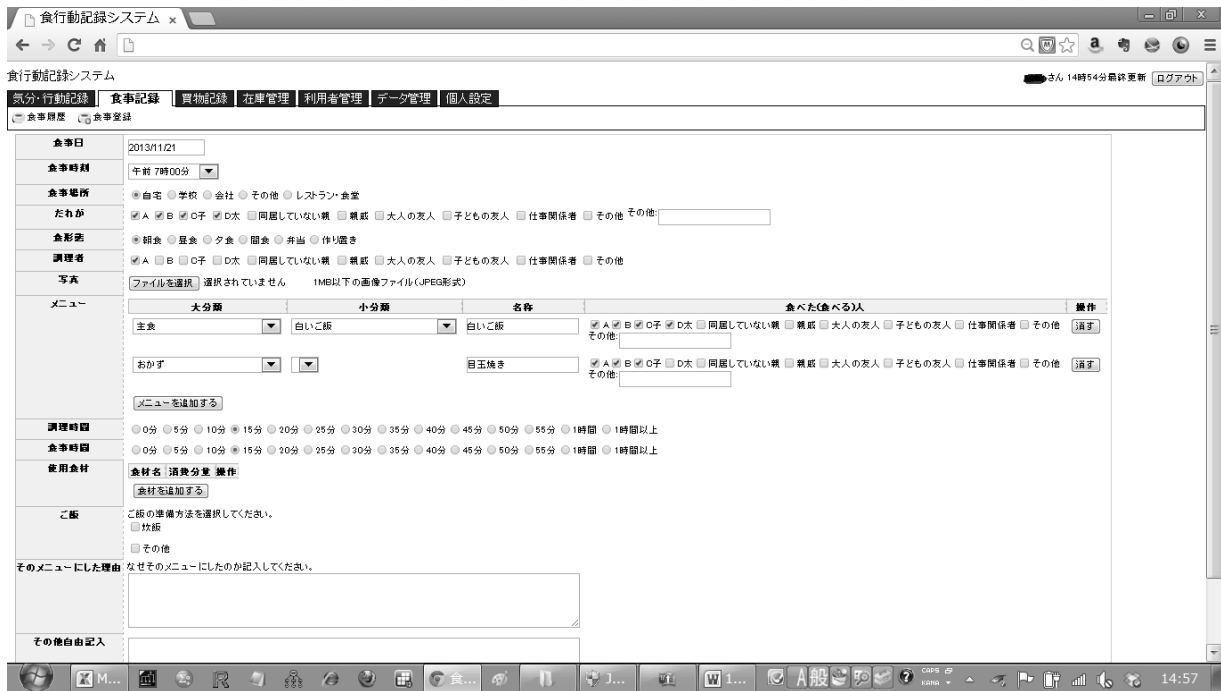 食行動記録システム ×
食行動記録システム
さん 14時54分最終更新 ログアウト
気分・行動記録 食事記録 買物記録 在庫管理 利用者管理 データ管理 個人設定
食事履歴 食事登録
食事日 2013/11/21
食事時刻 午前 7時00分
食事場所 自宅 学校 会社 その他 レストラン・食堂
だれが A B C子 D太 同居していない親 親戚 大人の友人 子どもの友人 仕事関係者 その他 その他:
食形態 朝食 昼食 夕食 間食 弁当 作り置き
調理者 A B C子 D太 同居していない親 親戚 大人の友人 子どもの友人 仕事関係者 その他
写真 ファイルを選択 選択されていません 1MB以下の画像ファイル(JPEG形式)
メニュー 大分類 小分類 名称 食べた(食べる)人 操作
主食 白いご飯 白いご飯 A B C子 D太 同居していない親 親戚 大人の友人 子どもの友人 仕事関係者 その他 消す
その他:
おかず 目玉焼き A B C子 D太 同居していない親 親戚 大人の友人 子どもの友人 仕事関係者 その他 消す
その他:
メニューを追加する
調理時間 0分 5分 10分 15分 20分 25分 30分 35分 40分 45分 50分 55分 1時間 1時間以上
食事時間 0分 5分 10分 15分 20分 25分 30分 35分 40分 45分 50分 55分 1時間 1時間以上
使用食材 食材名 消費分量 操作
食材を追加する
ご飯 ご飯の準備方法を選択してください。
炊飯
その他
そのメニューにした理由 なぜそのメニューにしたのか記入してください。
その他自由記入
M... 食... J... 1... A 般 CAPS KANA 14:57